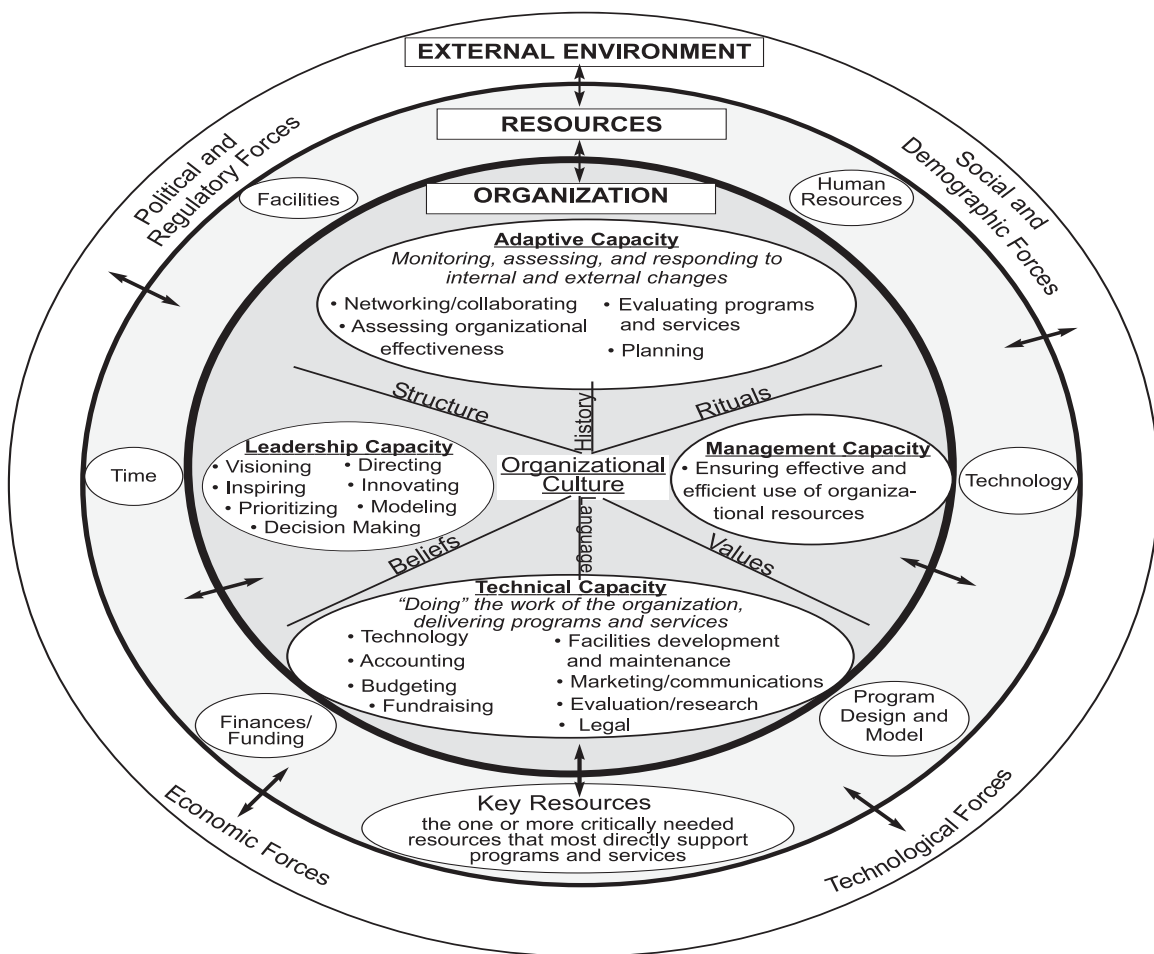 EXTERNAL ENVIRONMENT
RESOURCES
ORGANIZATION
Political and
Regulatory Forces
Social and
Demographic Forces
Facilities
Human
Resources
Adaptive Capacity
Monitoring, assessing, and responding to
internal and external changes
• Networking/collaborating
• Assessing organizational
effectiveness
• Evaluating programs
and services
• Planning
Structure
History
Rituals
Leadership Capacity
• Visioning
• Inspiring
• Prioritizing
• Directing
• Innovating
• Modeling
• Decision Making
Organizational
Culture
Management Capacity
• Ensuring effective and
efficient use of organiza-
tional resources
Time
Technology
Beliefs
Language
Values
Technical Capacity
“Doing” the work of the organization,
delivering programs and services
• Technology
• Accounting
• Budgeting
• Fundraising
• Facilities development
and maintenance
• Marketing/communications
• Evaluation/research
• Legal
Finances/
Funding
Program
Design and
Model
Key Resources
the one or more critically needed
resources that most directly support
programs and services
Economic Forces
Technological Forces